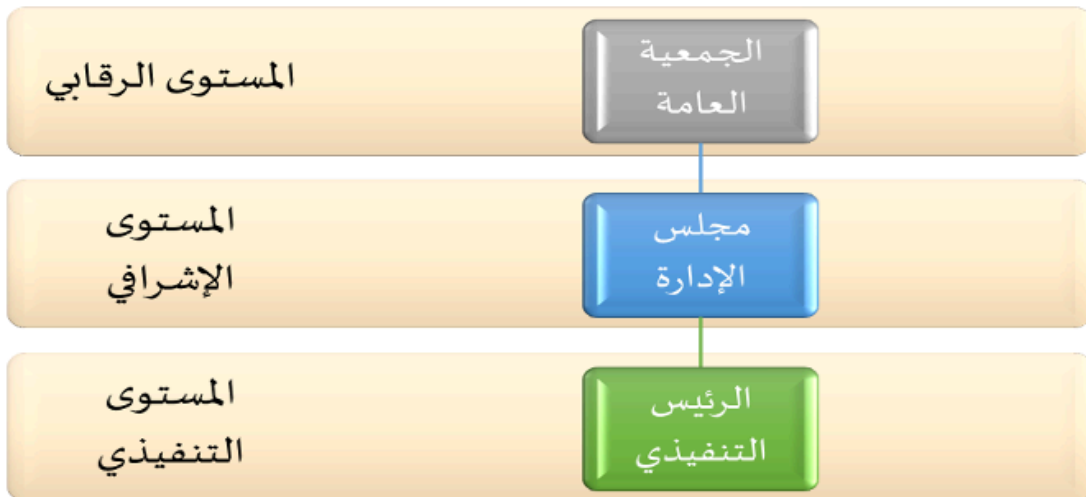 الجمعية
العامة
المستوى الرقابي
مجلس
الإدارة
المستوى
الإشرافي
الرئيس
التنفيذي
المستوى
التنفيذي